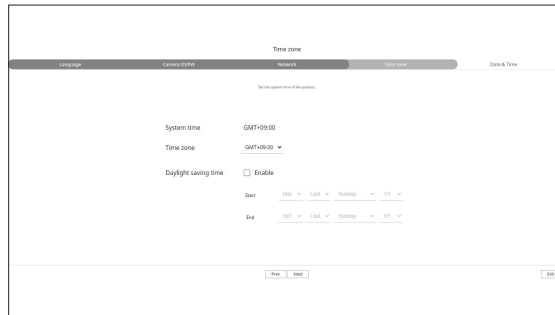 Time zone
Language Camera ID/PW Network Time zone Date & Time
Set the system time of the product.
System time GMT+09:00
Time zone GMT+09:00
Daylight saving time Enable
Start Mar Last Sunday 1H
End Oct Last Sunday 1H
Prev Next Exit